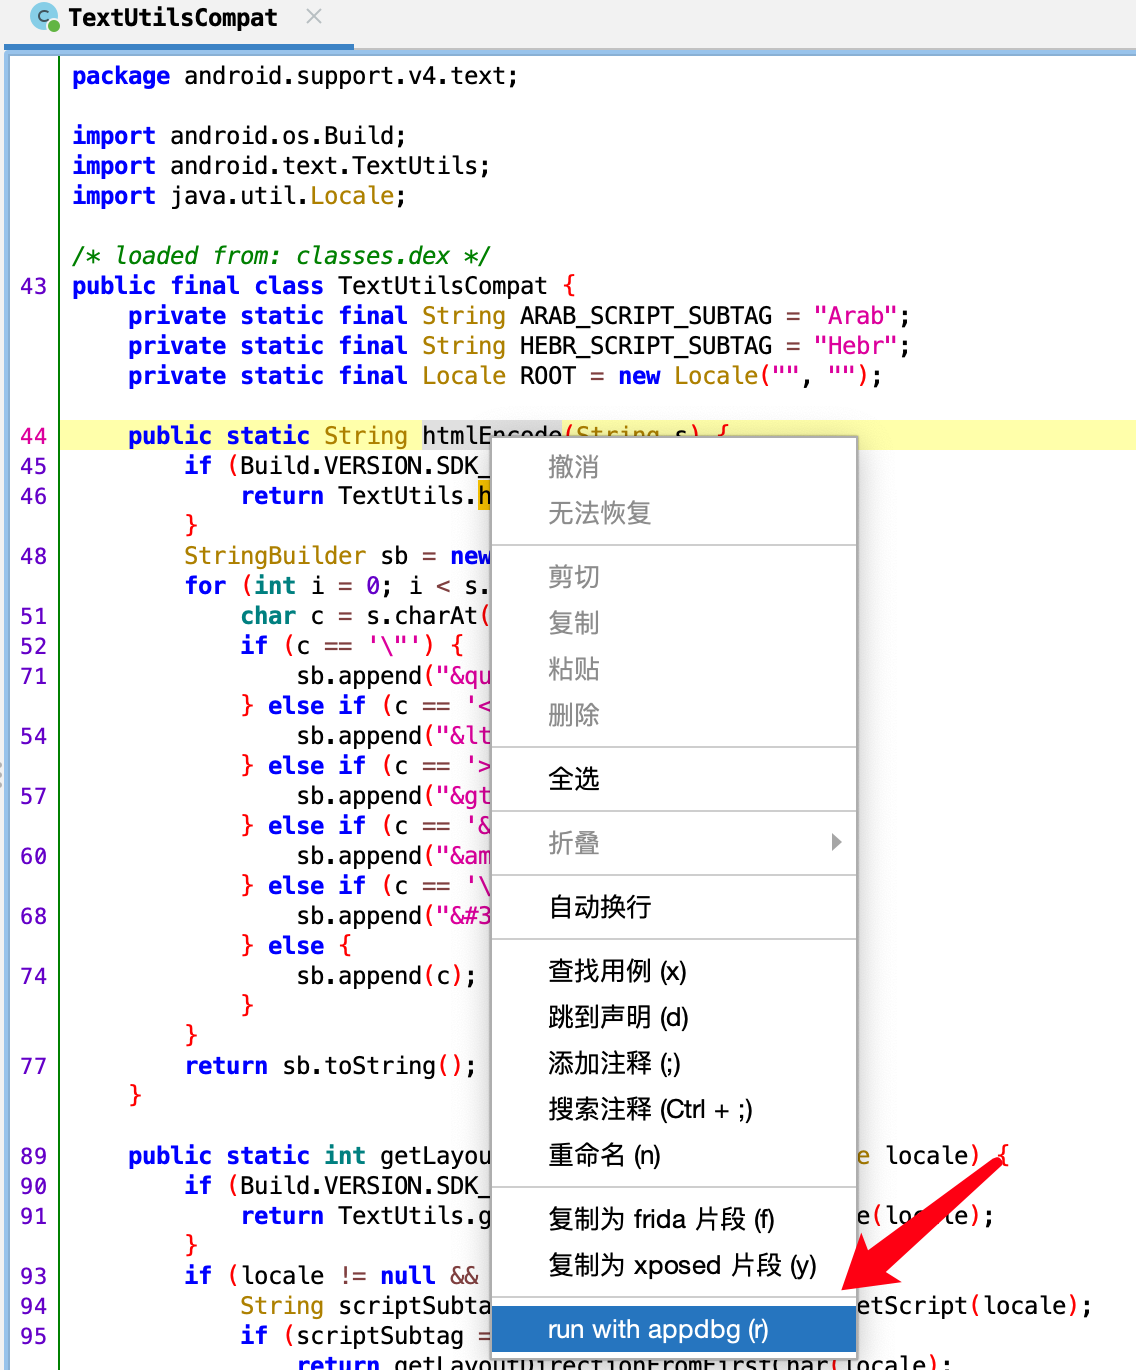 TextUtilsCompat
package android.support.v4.text;
import android.os.Build;
import android.text.TextUtils;
import java.util.Locale;
/* loaded from: classes.dex */
43 public final class TextUtilsCompat {
private static final String ARAB_SCRIPT_SUBTAG = "Arab";
private static final String HEBR_SCRIPT_SUBTAG = "Hebr";
private static final Locale ROOT = new Locale("", "");
44 public static String htmlEncode(String s) {
45 if (Build.VERSION.SDK_
46 return TextUtils.h
}
48 StringBuilder sb = new
for (int i = 0; i < s.
51 char c = s.charAt(
52 if (c == '\"') {
71 sb.append("&qu
} else if (c == '<
54 sb.append("&lt
} else if (c == '>
57 sb.append("&gt
} else if (c == '&
60 sb.append("&am
} else if (c == '\
68 sb.append("&#3
} else {
74 sb.append(c);
}
}
77 return sb.toString();
}
89 public static int getLayou e locale) {
90 if (Build.VERSION.SDK_
91 return TextUtils.g e(locale);
}
93 if (locale != null &&
94 String scriptSubta etScript(locale);
95 if (scriptSubtag =
return getLayoutDirectionFromFirstChar(locale);
撤消
无法恢复
剪切
复制
粘贴
删除
全选
折叠
自动换行
查找用例 (x)
跳到声明 (d)
添加注释 (;)
搜索注释 (Ctrl + ;)
重命名 (n)
复制为 frida 片段 (f)
复制为 xposed 片段 (y)
run with appdbg (r)